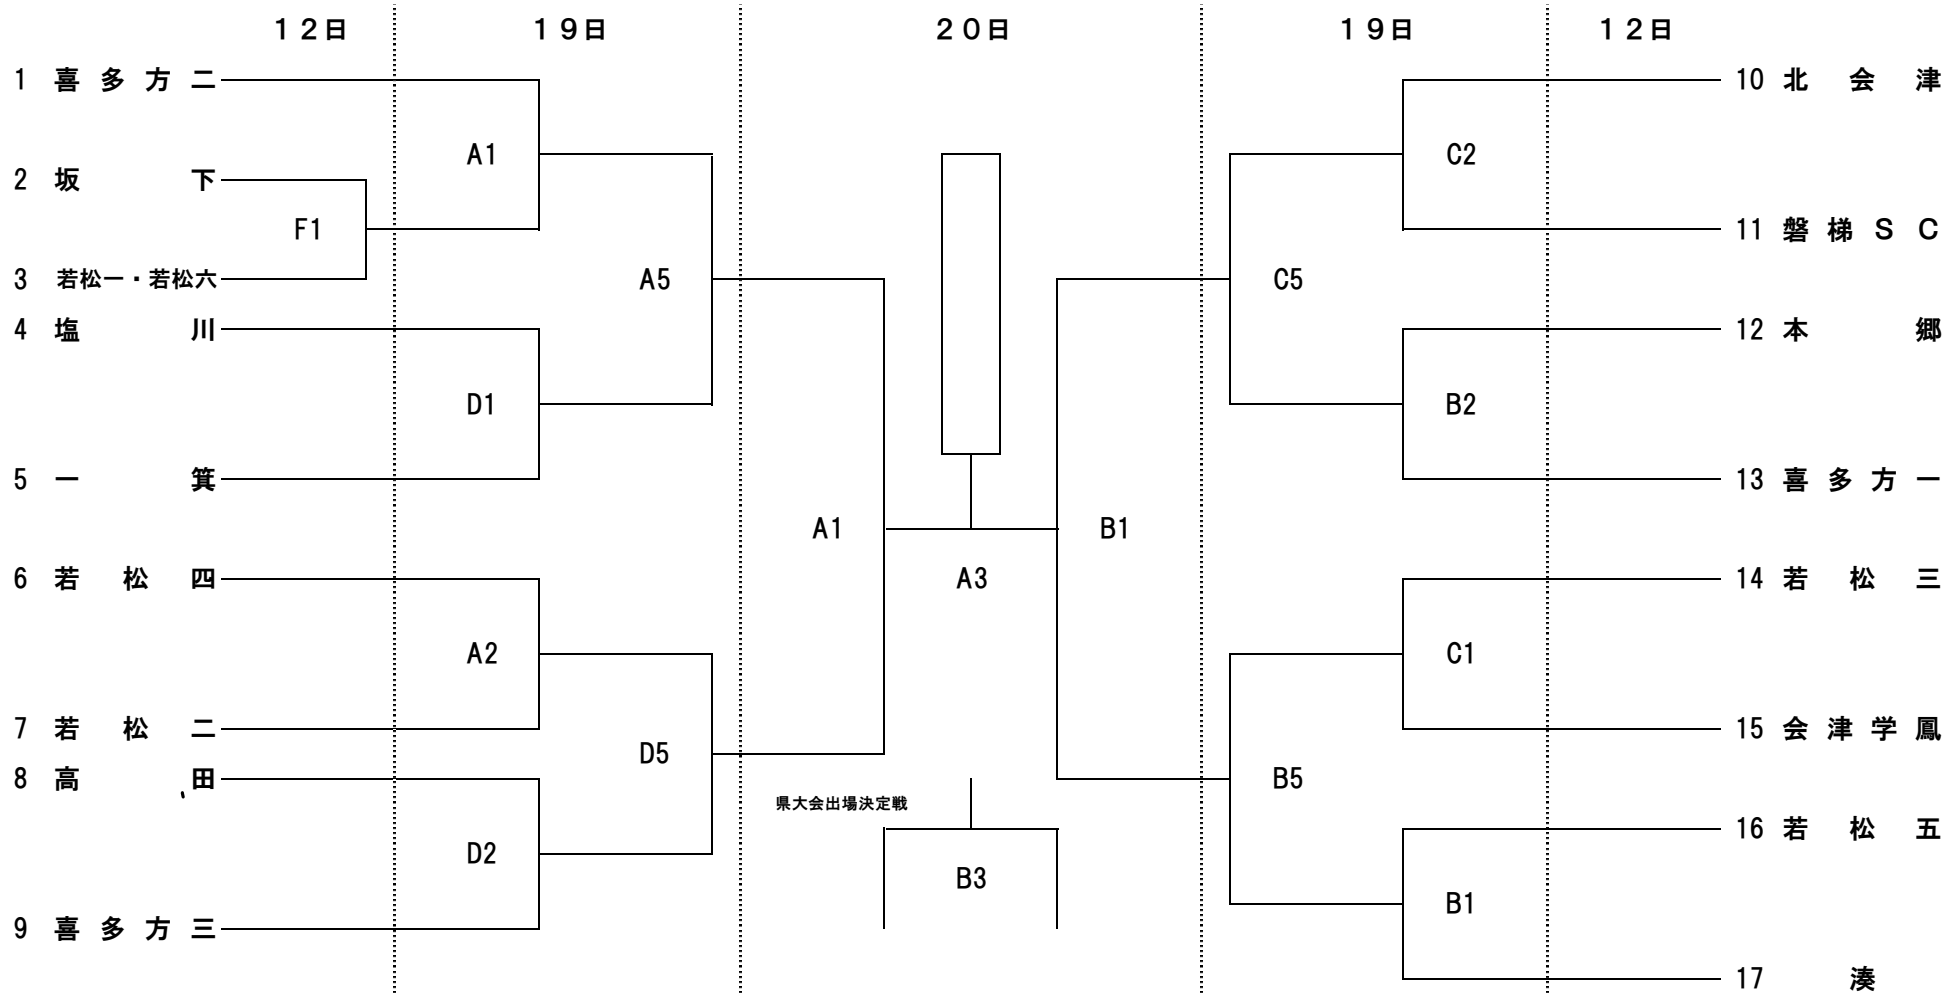 １２日 １９日 ２０日 １９日 １２日
1 喜多方二 10 北会津
A1 C2
2 坂下
F1 11 磐梯ＳＣ
3 若松一・若松六 A5 C5
4 塩川 12 本郷
D1 B2
5 一箕 13 喜多方一
A1 B1
6 若松四 A3 14 若松三
A2 C1
7 若松二 15 会津学鳳
D5
8 高田 B5
県大会出場決定戦
16 若松五
D2 B3
B1
9 喜多方三
17 湊